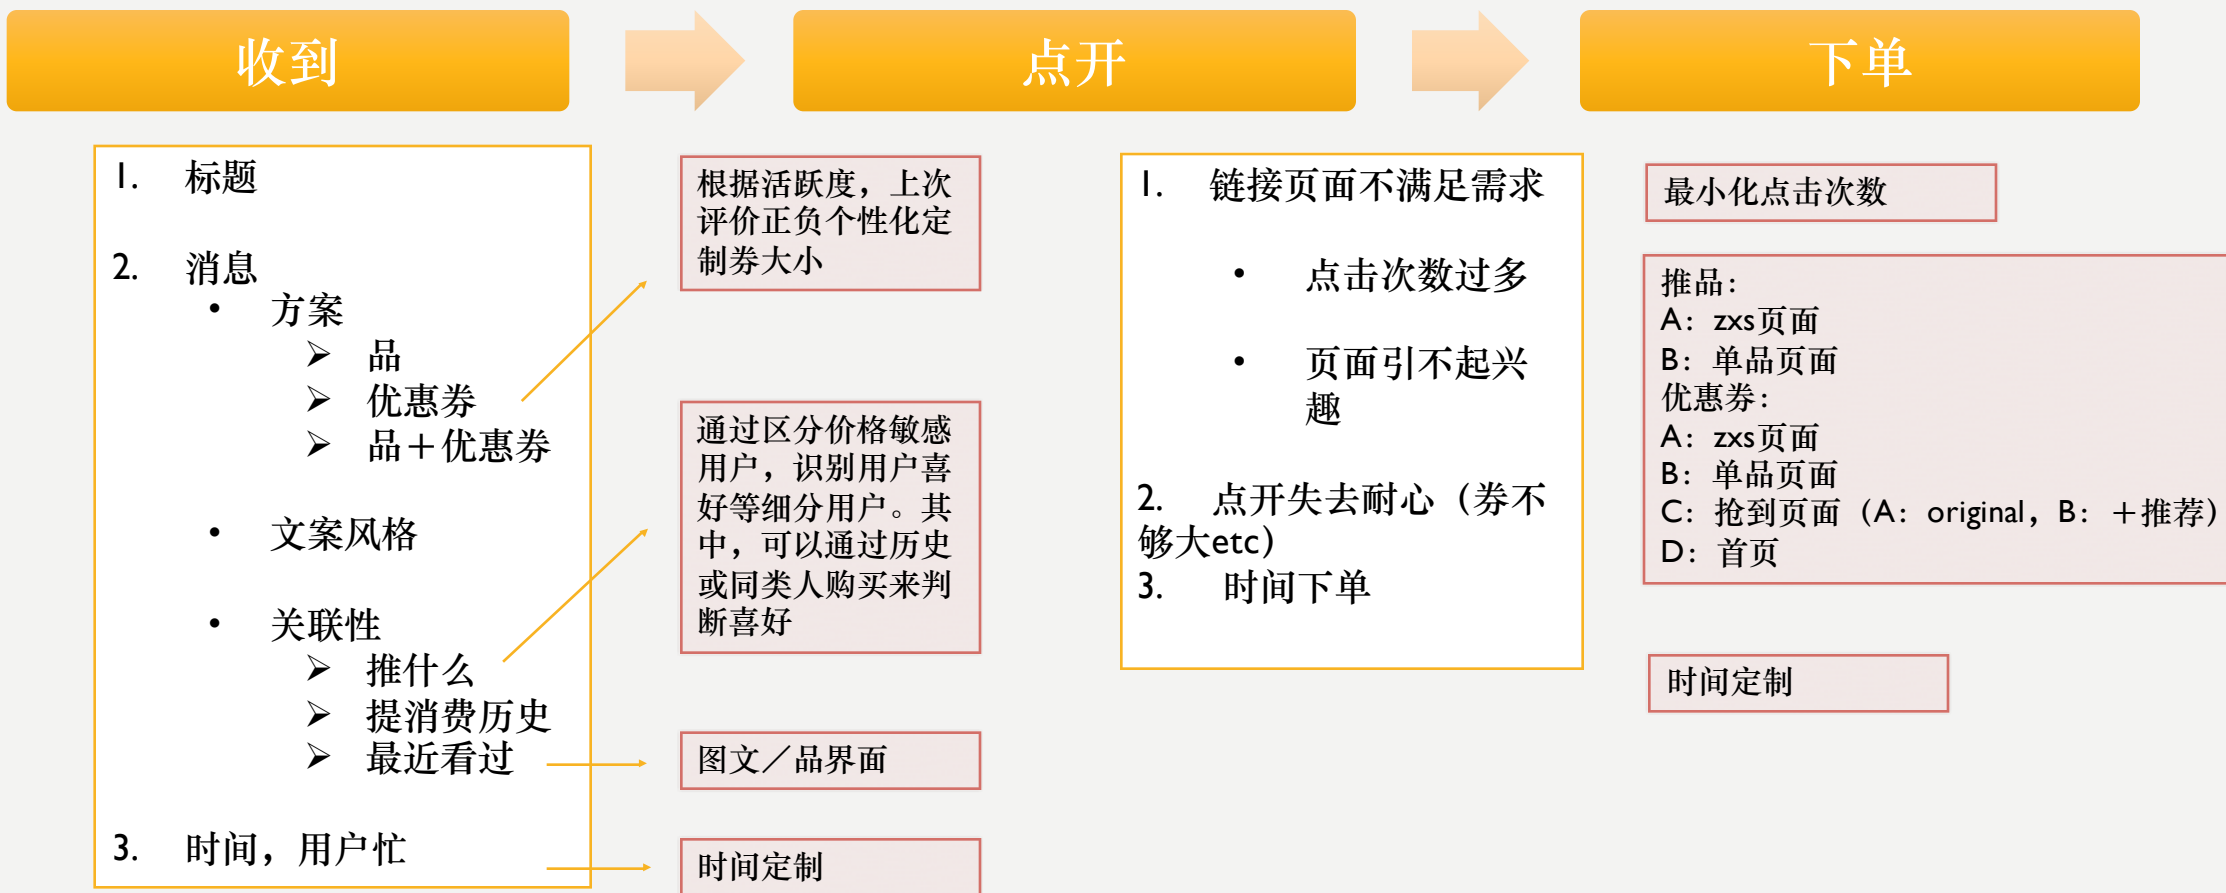 收到
点开
下单
1. 标题
2. 消息
• 方案
➢ 品
➢ 优惠券
➢ 品＋优惠券
• 文案风格
• 关联性
➢ 推什么
➢ 提消费历史
➢ 最近看过
3. 时间，用户忙
根据活跃度，上次
评价正负个性化定
制券大小
通过区分价格敏感
用户，识别用户喜
好等细分用户。其
中，可以通过历史
或同类人购买来判
断喜好
图文／品界面
时间定制
1. 链接页面不满足需求
• 点击次数过多
• 页面引不起兴
趣
2. 点开失去耐心（券不
够大etc）
3. 时间下单
最小化点击次数
推品：
A：zxs页面
B：单品页面
优惠券：
A：zxs页面
B：单品页面
C：抢到页面（A：original，B：＋推荐）
D：首页
时间定制